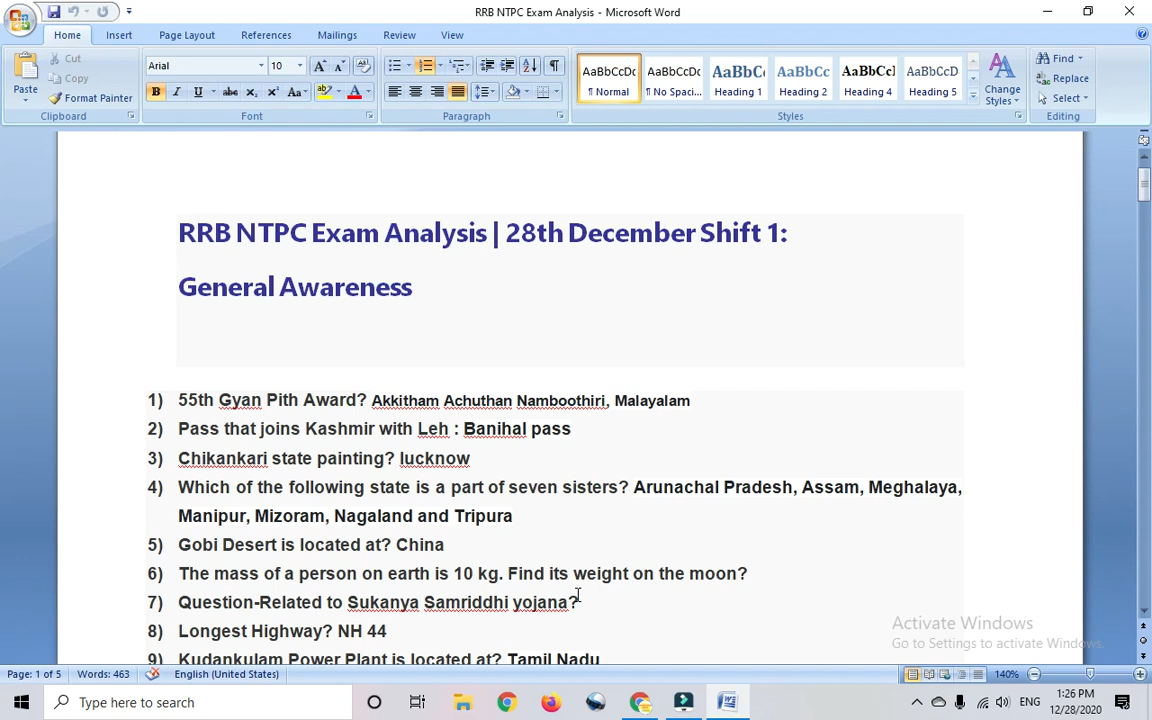 RRB NTPC Exam Analysis - Microsoft Word
Home Insert Page Layout References Mailings Review View
Paste
Cut
Copy
Format Painter
Clipboard
Arial 10
Font
Paragraph
AaBbCcDc AaBbCcDc AaBbC AaBbCc AaBbCcI AaBbCcD
¶ Normal ¶ No Spaci... Heading 1 Heading 2 Heading 4 Heading 5
Change Styles
Styles
Find
Replace
Select
Editing
RRB NTPC Exam Analysis | 28th December Shift 1:
General Awareness
1) 55th Gyan Pith Award? Akkitham Achuthan Namboothiri, Malayalam
2) Pass that joins Kashmir with Leh : Banihal pass
3) Chikankari state painting? lucknow
4) Which of the following state is a part of seven sisters? Arunachal Pradesh, Assam, Meghalaya,
Manipur, Mizoram, Nagaland and Tripura
5) Gobi Desert is located at? China
6) The mass of a person on earth is 10 kg. Find its weight on the moon?
7) Question-Related to Sukanya Samriddhi yojana?
8) Longest Highway? NH 44
9) Kudankulam Power Plant is located at? Tamil Nadu
Activate Windows
Go to Settings to activate Windows.
Page: 1 of 5 Words: 463 English (United States) 140%
Type here to search
ENG
1:26 PM
12/28/2020